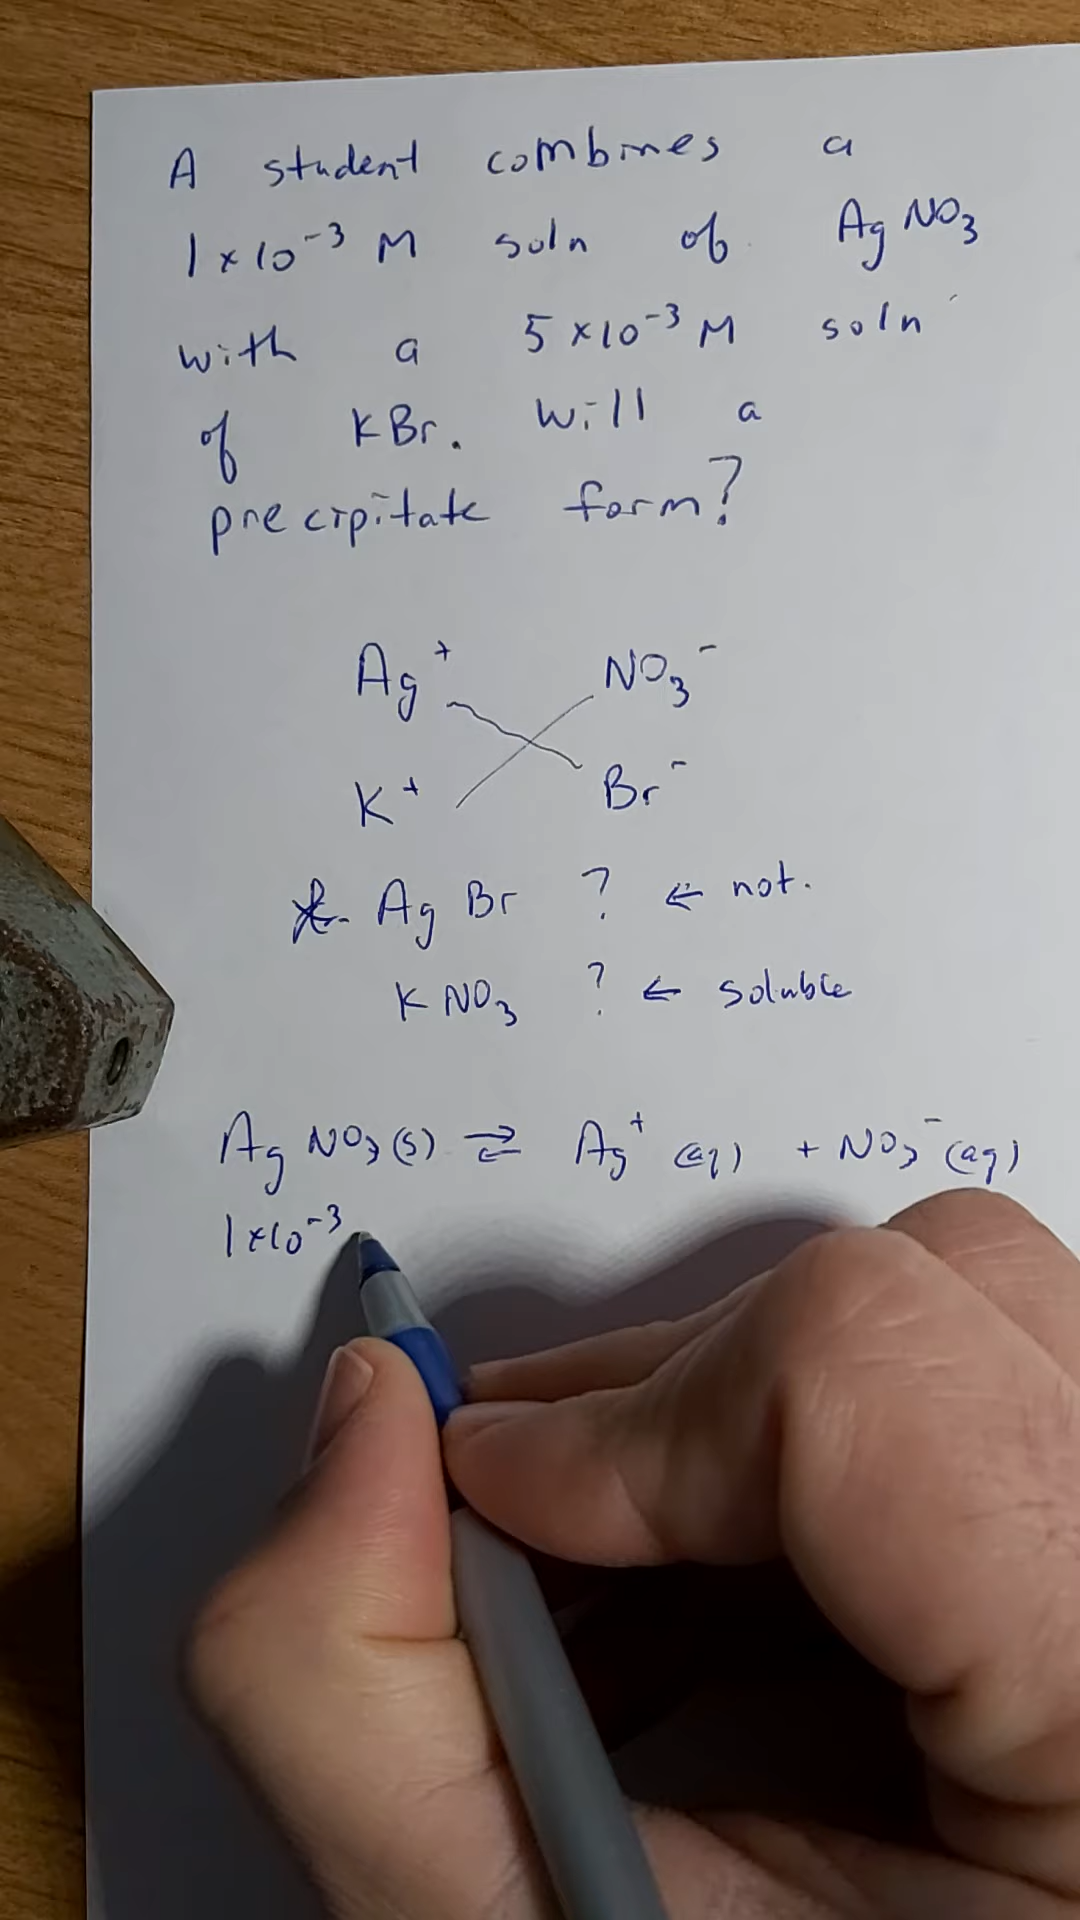 A student combines a
1×10⁻³ M soln of AgNO₃
with a 5×10⁻³ M soln
of KBr. Will a
precipitate form?
Ag⁺ NO₃⁻
K⁺ Br⁻
* AgBr ? ← not.
KNO₃ ? ← soluble
AgNO₃(s) ⇌ Ag⁺(aq) + NO₃⁻(aq)
1×10⁻³